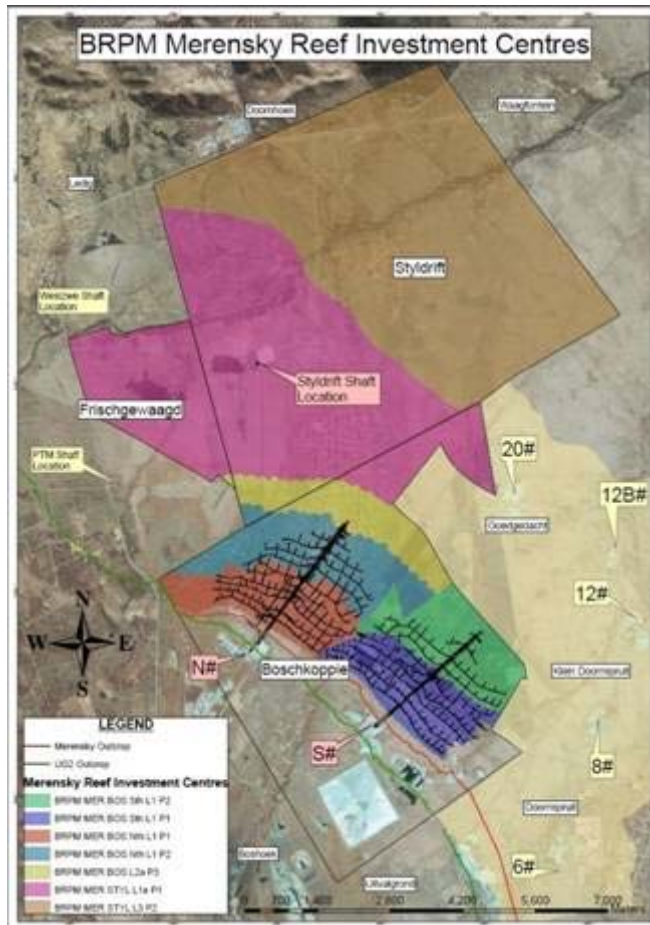 BRPM Merensky Reef Investment Centres
Doornhoek
Waagfontein
Ledig
Styldrift
Wesizwe Shaft
Location
Styldrift Shaft
Location
Frischgewaagd
PTM Shaft
Location
20#
12B#
Goedgedacht
12#
N
W E
S
N#
Boschkoppie
Klein Doornspruit
S#
8#
LEGEND
Merensky Outcrop
UG2 Outcrop
Merensky Reef Investment Centres
BRPM MER BOS Sth L1 P2
BRPM MER BOS Sth L1 P1
BRPM MER BOS Nth L1 P1
BRPM MER BOS Nth L1 P2
BRPM MER BOS L2a P3
BRPM MER STYL L1a P1
BRPM MER STYL L3 P2
Doornspruit
Boshoek
6#
Uitvalgrond
0 700 1,400 2,800 4,200 5,600 7,000
Meters